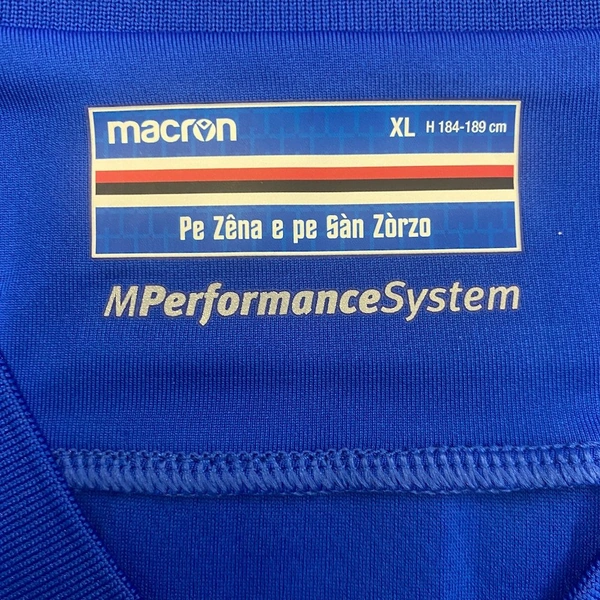 macron XL H 184-189 cm
Pe Zêna e pe Sàn Zòrzo
MPerformanceSystem